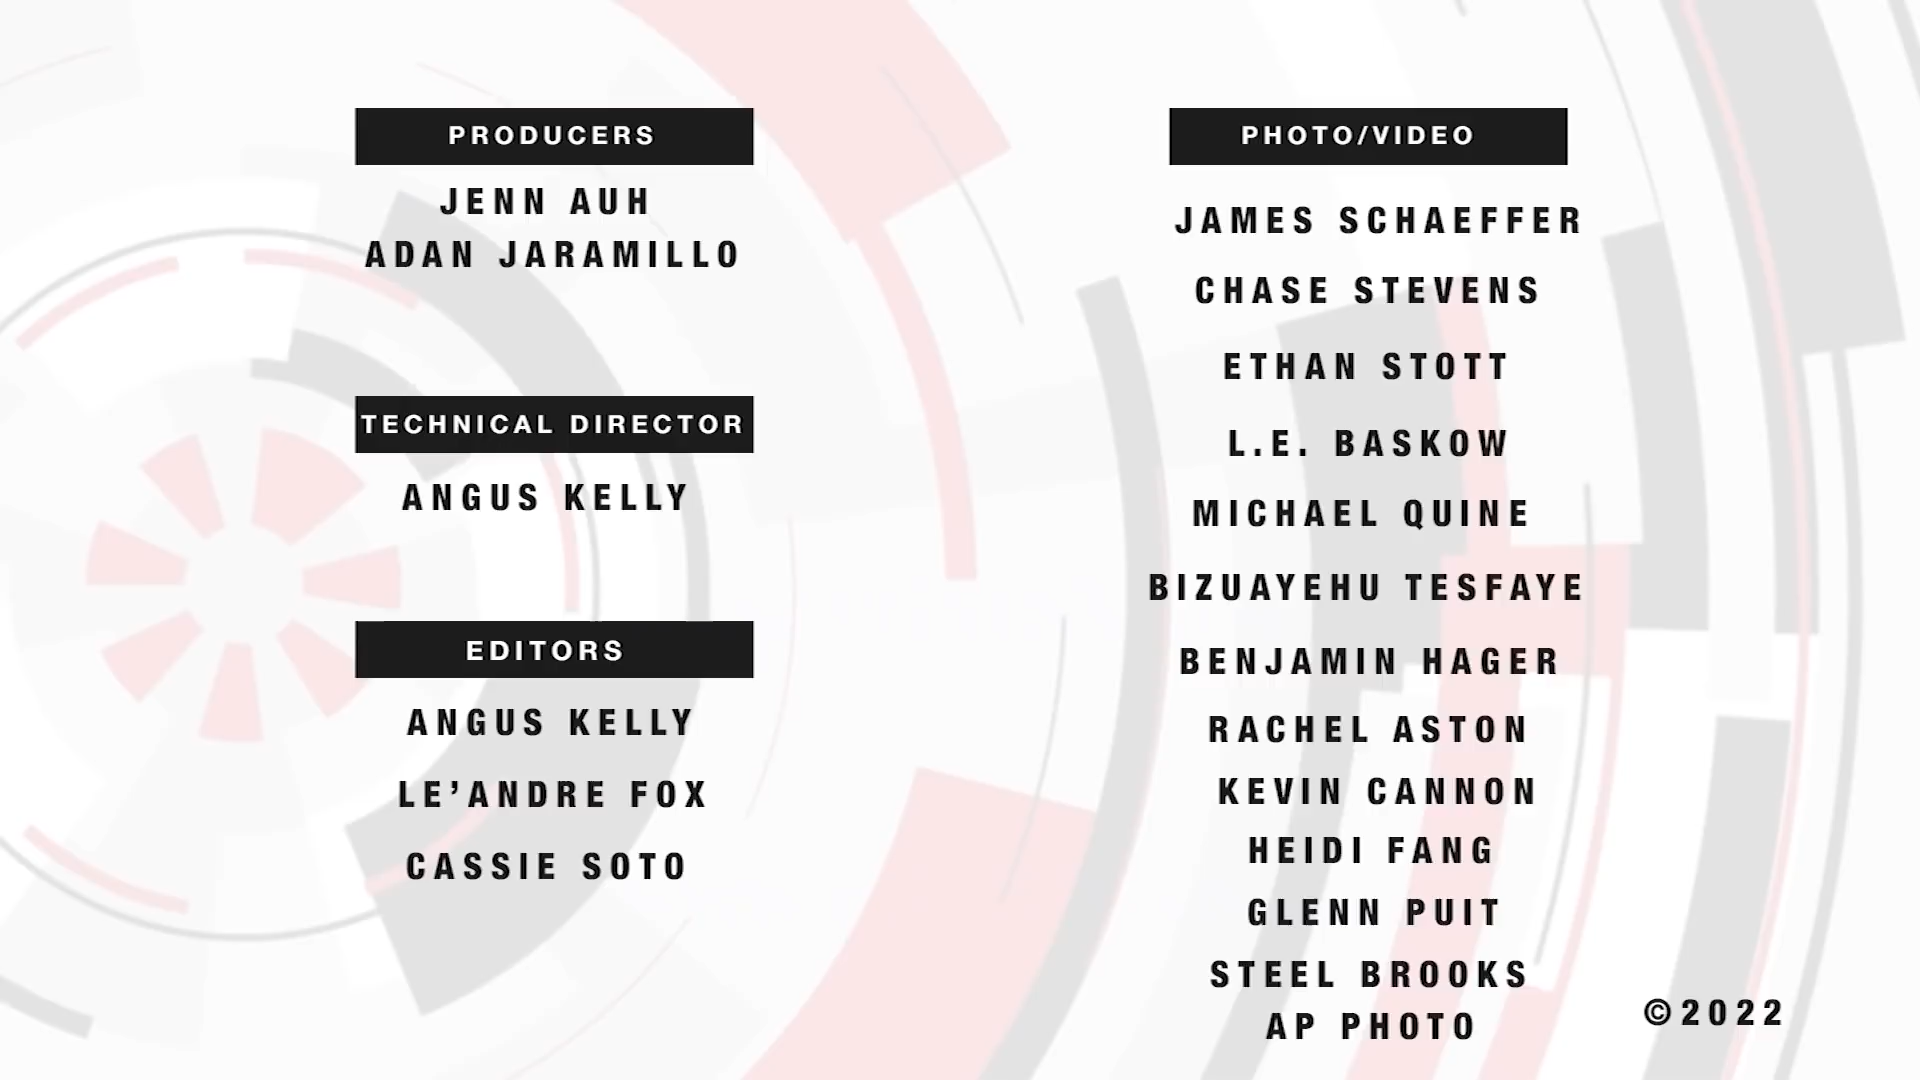 PRODUCERS
JENN AUH
ADAN JARAMILLO
TECHNICAL DIRECTOR
ANGUS KELLY
EDITORS
ANGUS KELLY
LE’ANDRE FOX
CASSIE SOTO
PHOTO/VIDEO
JAMES SCHAEFFER
CHASE STEVENS
ETHAN STOTT
L.E. BASKOW
MICHAEL QUINE
BIZUAYEHU TESFAYE
BENJAMIN HAGER
RACHEL ASTON
KEVIN CANNON
HEIDI FANG
GLENN PUIT
STEEL BROOKS
AP PHOTO
©2022